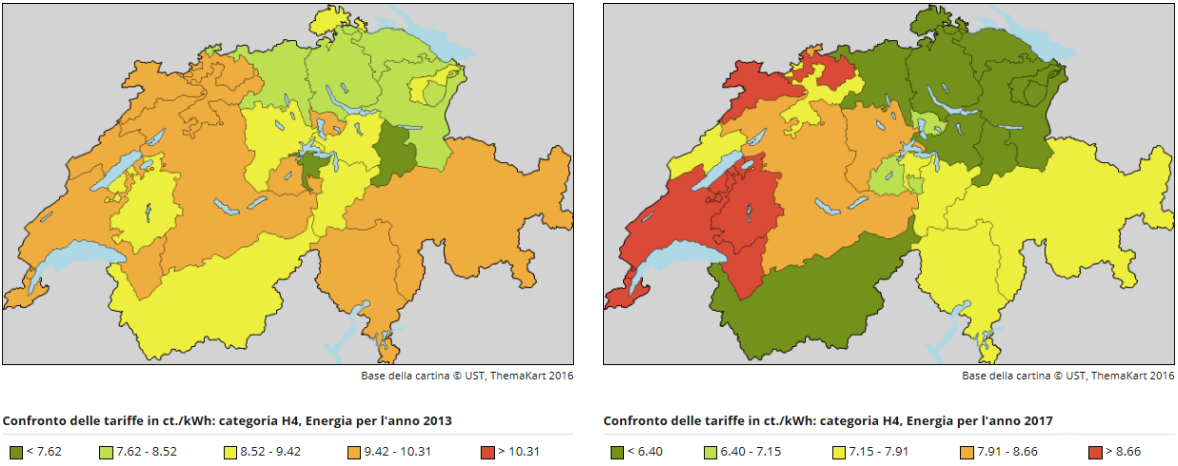 Base della cartina © UST, ThemaKart 2016
Confronto delle tariffe in ct./kWh: categoria H4, Energia per l'anno 2013
< 7.62 7.62 - 8.52 8.52 - 9.42 9.42 - 10.31 > 10.31
Base della cartina © UST, ThemaKart 2016
Confronto delle tariffe in ct./kWh: categoria H4, Energia per l'anno 2017
< 6.40 6.40 - 7.15 7.15 - 7.91 7.91 - 8.66 > 8.66